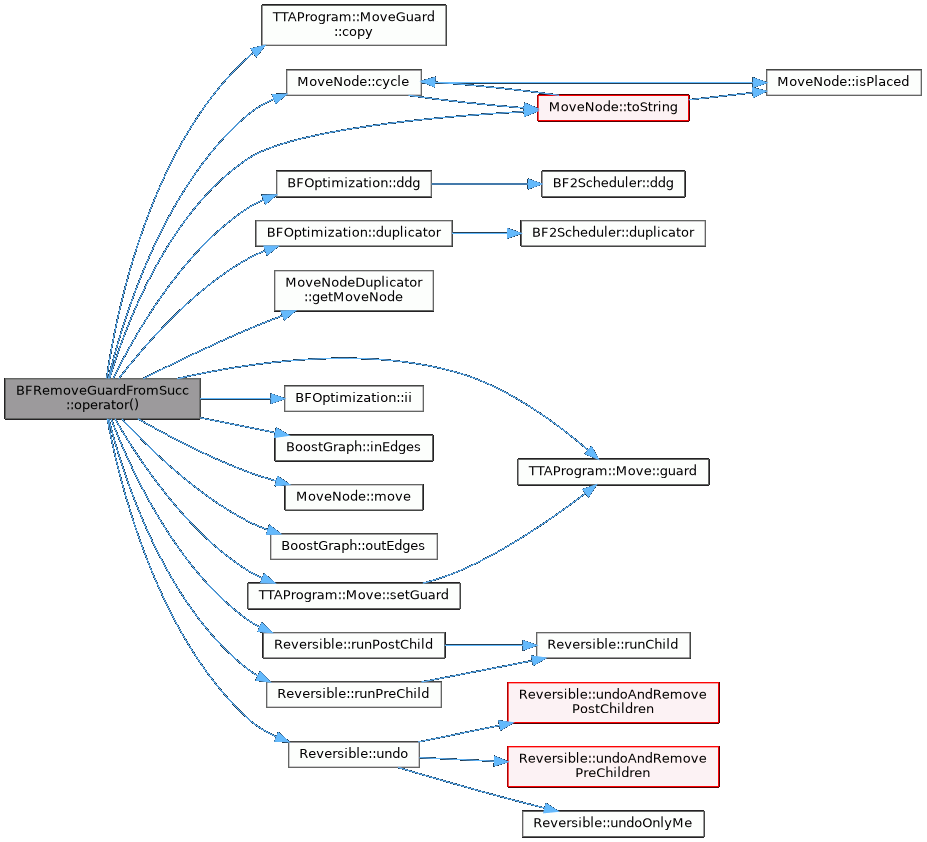 TTAProgram::MoveGuard
::copy
MoveNode::cycle
MoveNode::isPlaced
MoveNode::toString
BFOptimization::ddg
BF2Scheduler::ddg
BFOptimization::duplicator
BF2Scheduler::duplicator
MoveNodeDuplicator
::getMoveNode
BFRemoveGuardFromSucc
::operator()
BFOptimization::ii
BoostGraph::inEdges
TTAProgram::Move::guard
MoveNode::move
BoostGraph::outEdges
TTAProgram::Move::setGuard
Reversible::runPostChild
Reversible::runChild
Reversible::runPreChild
Reversible::undoAndRemove
PostChildren
Reversible::undo
Reversible::undoAndRemove
PreChildren
Reversible::undoOnlyMe